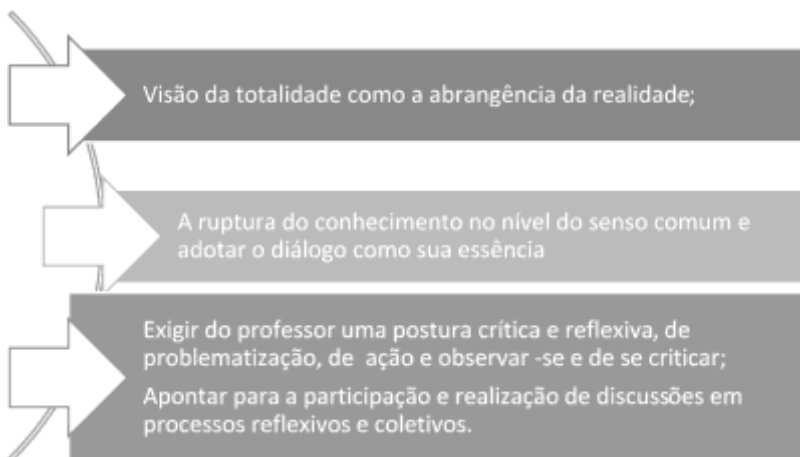 Visão da totalidade como a abrangência da realidade;
A ruptura do conhecimento no nível do senso comum e
adotar o diálogo como sua essência
Exigir do professor uma postura crítica e reflexiva, de
problematização, de ação e observar -se e de se criticar;
Apontar para a participação e realização de discussões em
processos reflexivos e coletivos.